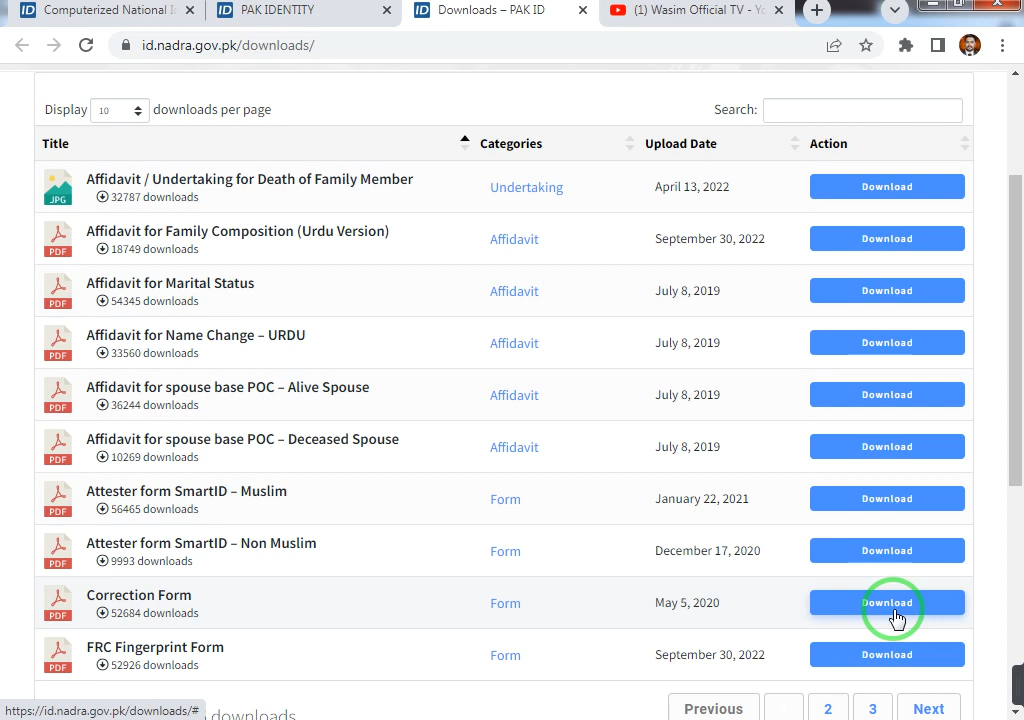 ID Computerized National I
ID PAK IDENTITY
ID Downloads – PAK ID
(1) Wasim Official TV - Yo
id.nadra.gov.pk/downloads/
Display 10 downloads per page
Search:
Title Categories Upload Date Action
JPG Affidavit / Undertaking for Death of Family Member Undertaking April 13, 2022 Download
32787 downloads
PDF Affidavit for Family Composition (Urdu Version) Affidavit September 30, 2022 Download
18749 downloads
PDF Affidavit for Marital Status Affidavit July 8, 2019 Download
54345 downloads
PDF Affidavit for Name Change – URDU Affidavit July 8, 2019 Download
33560 downloads
PDF Affidavit for spouse base POC – Alive Spouse Affidavit July 8, 2019 Download
36244 downloads
PDF Affidavit for spouse base POC – Deceased Spouse Affidavit July 8, 2019 Download
10269 downloads
PDF Attester form SmartID – Muslim Form January 22, 2021 Download
56465 downloads
PDF Attester form SmartID – Non Muslim Form December 17, 2020 Download
9993 downloads
PDF Correction Form Form May 5, 2020 Download
52684 downloads
PDF FRC Fingerprint Form Form September 30, 2022 Download
52926 downloads
Previous 1 2 3 Next
https://id.nadra.gov.pk/downloads/#
downloads